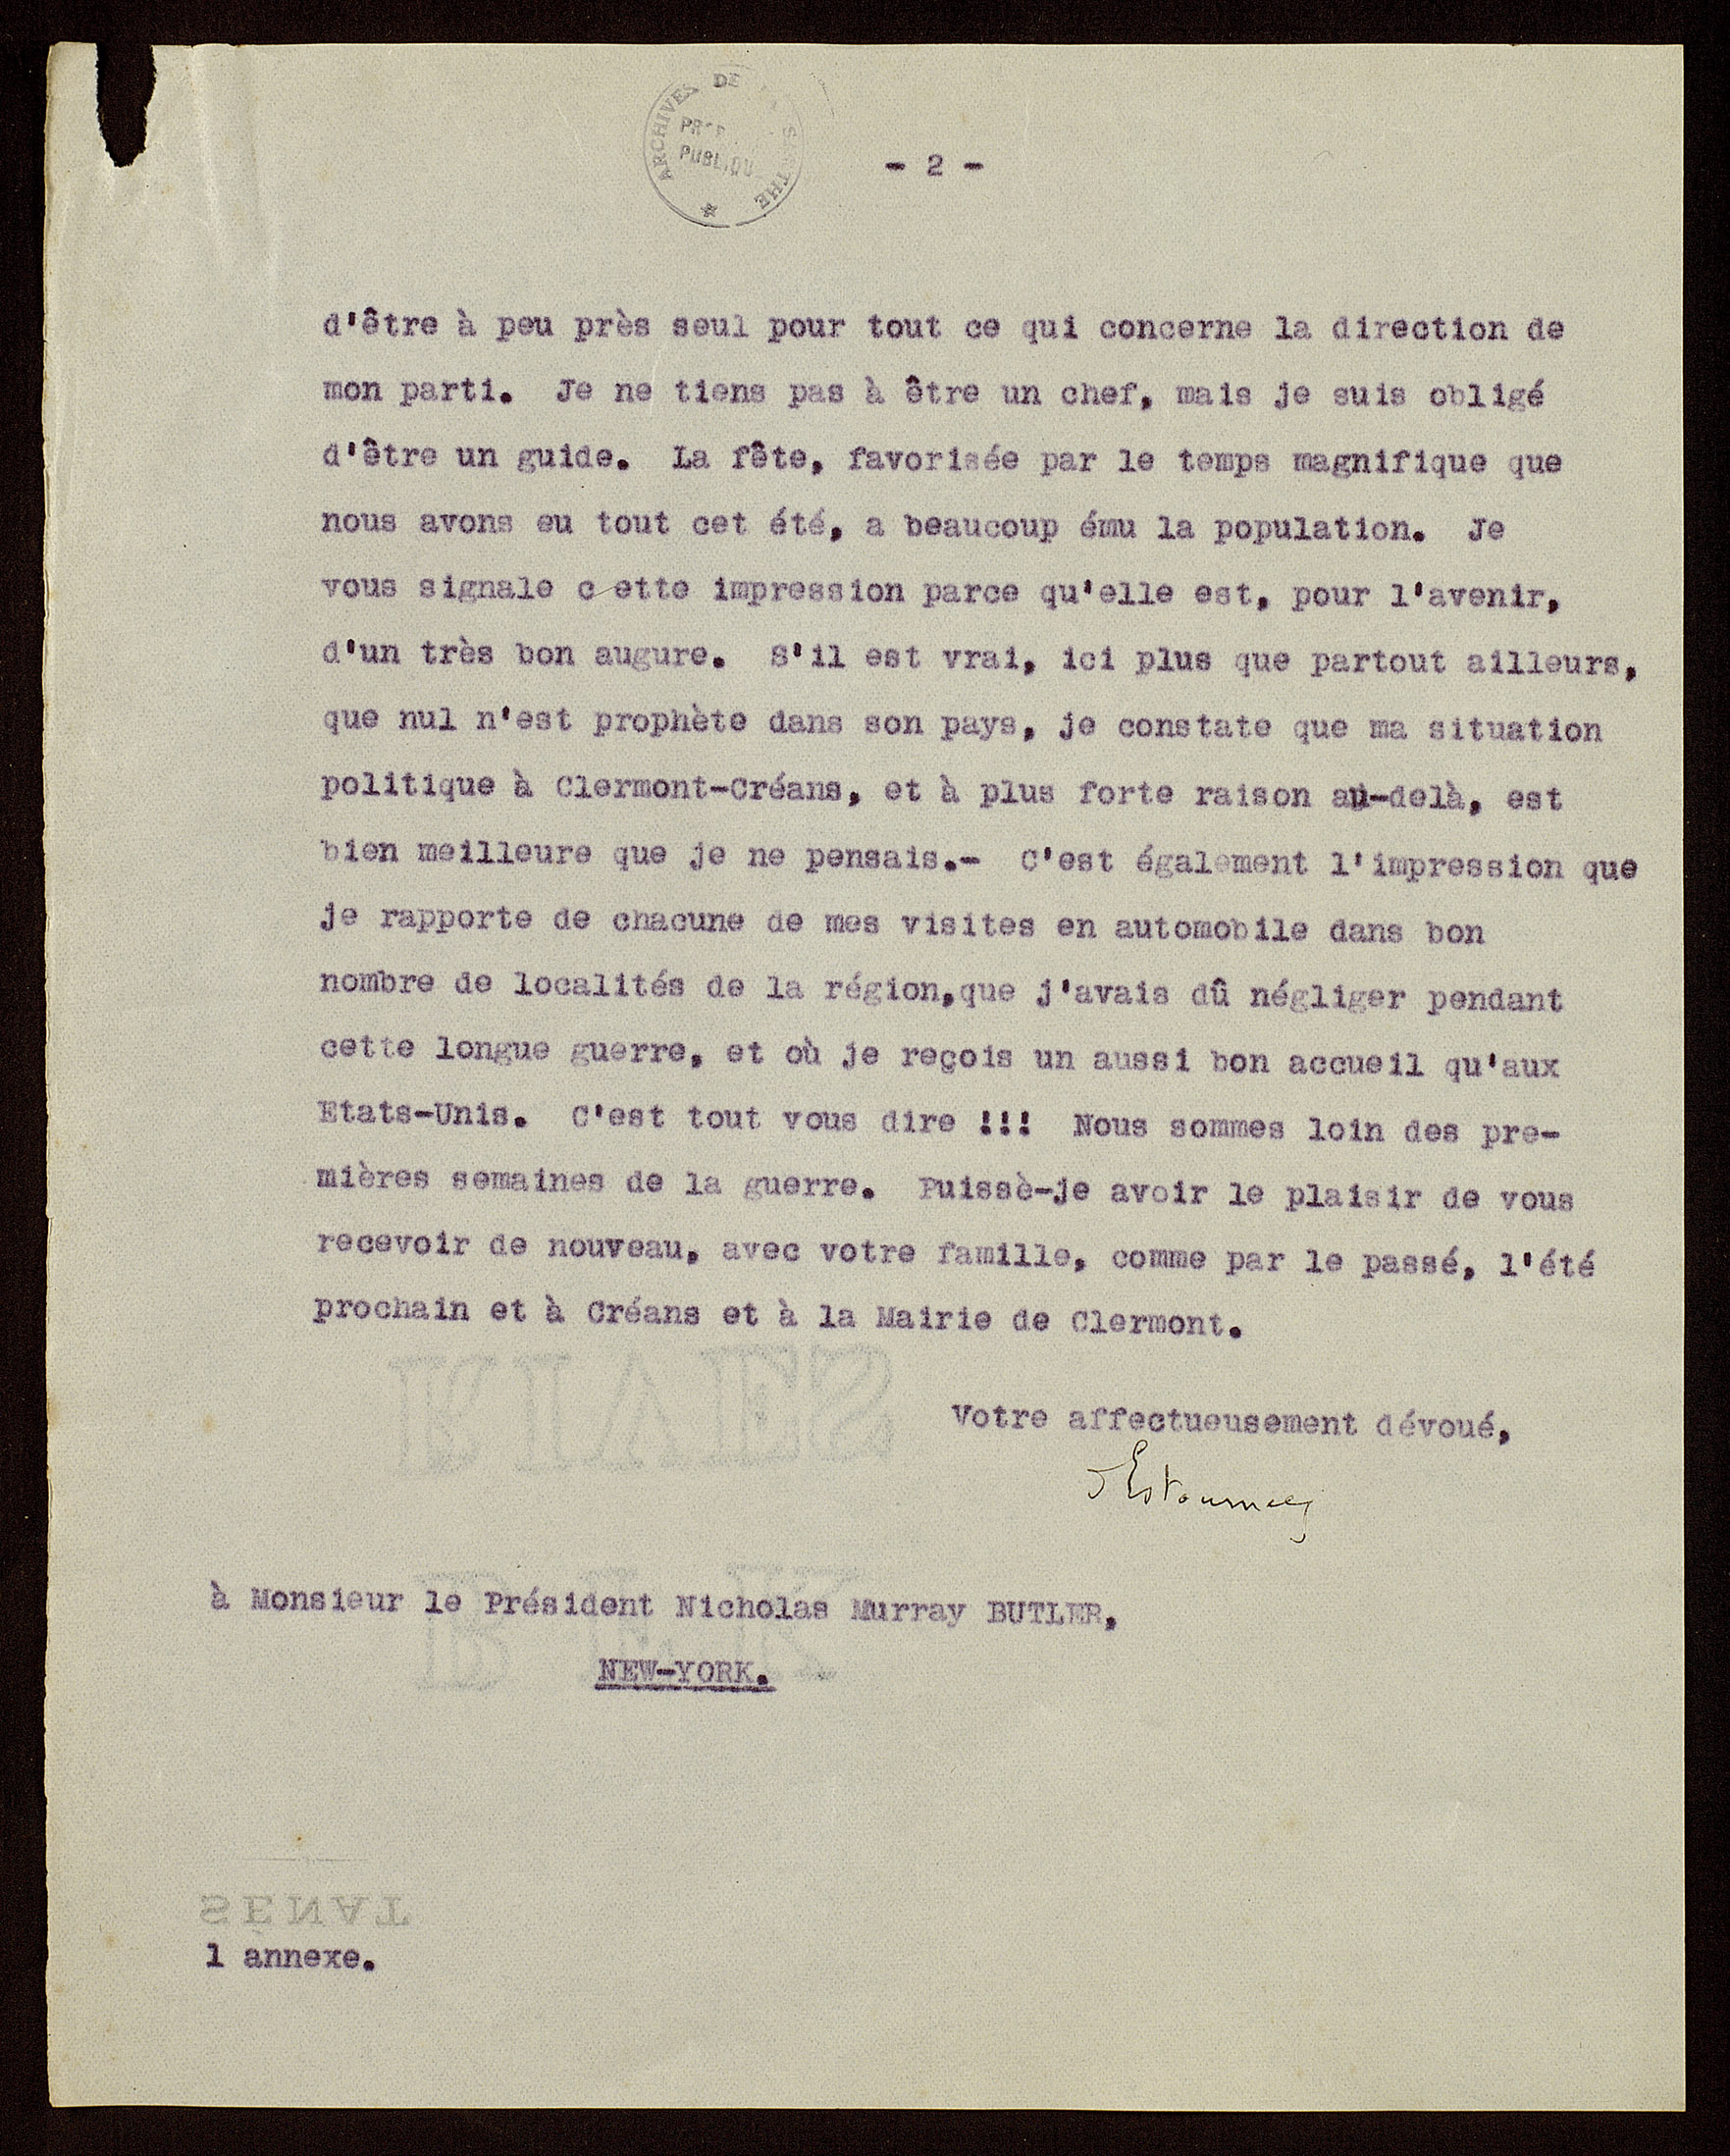 ARCHIVES DE
THE
- 2 -
d'être à peu près seul pour tout ce qui concerne la direction de
mon parti. Je ne tiens pas à être un chef, mais je suis obligé
d'être un guide. La fête, favorisée par le temps magnifique que
nous avons eu tout cet été, a beaucoup ému la population. Je
vous signale c ette impression parce qu'elle est, pour l'avenir,
d'un très bon augure. S'il est vrai, ici plus que partout ailleurs,
que nul n'est prophète dans son pays, je constate que ma situation
politique à Clermont-Créans, et à plus forte raison au-delà, est
bien meilleure que je ne pensais.- C'est également l'impression que
je rapporte de chacune de mes visites en automobile dans bon
nombre de localités de la région,que j'avais dû négliger pendant
cette longue guerre, et où je reçois un aussi bon accueil qu'aux
Etats-Unis. C'est tout vous dire !!! Nous sommes loin des pre-
mières semaines de la guerre. Puissè-je avoir le plaisir de vous
recevoir de nouveau, avec votre famille, comme par le passé, l'été
prochain et à Créans et à la Mairie de Clermont.
Votre affectueusement dévoué,
d'Estournelles
à Monsieur le Président Nicholas Murray BUTLER,
NEW-YORK.
SÉNAT
1 annexe.